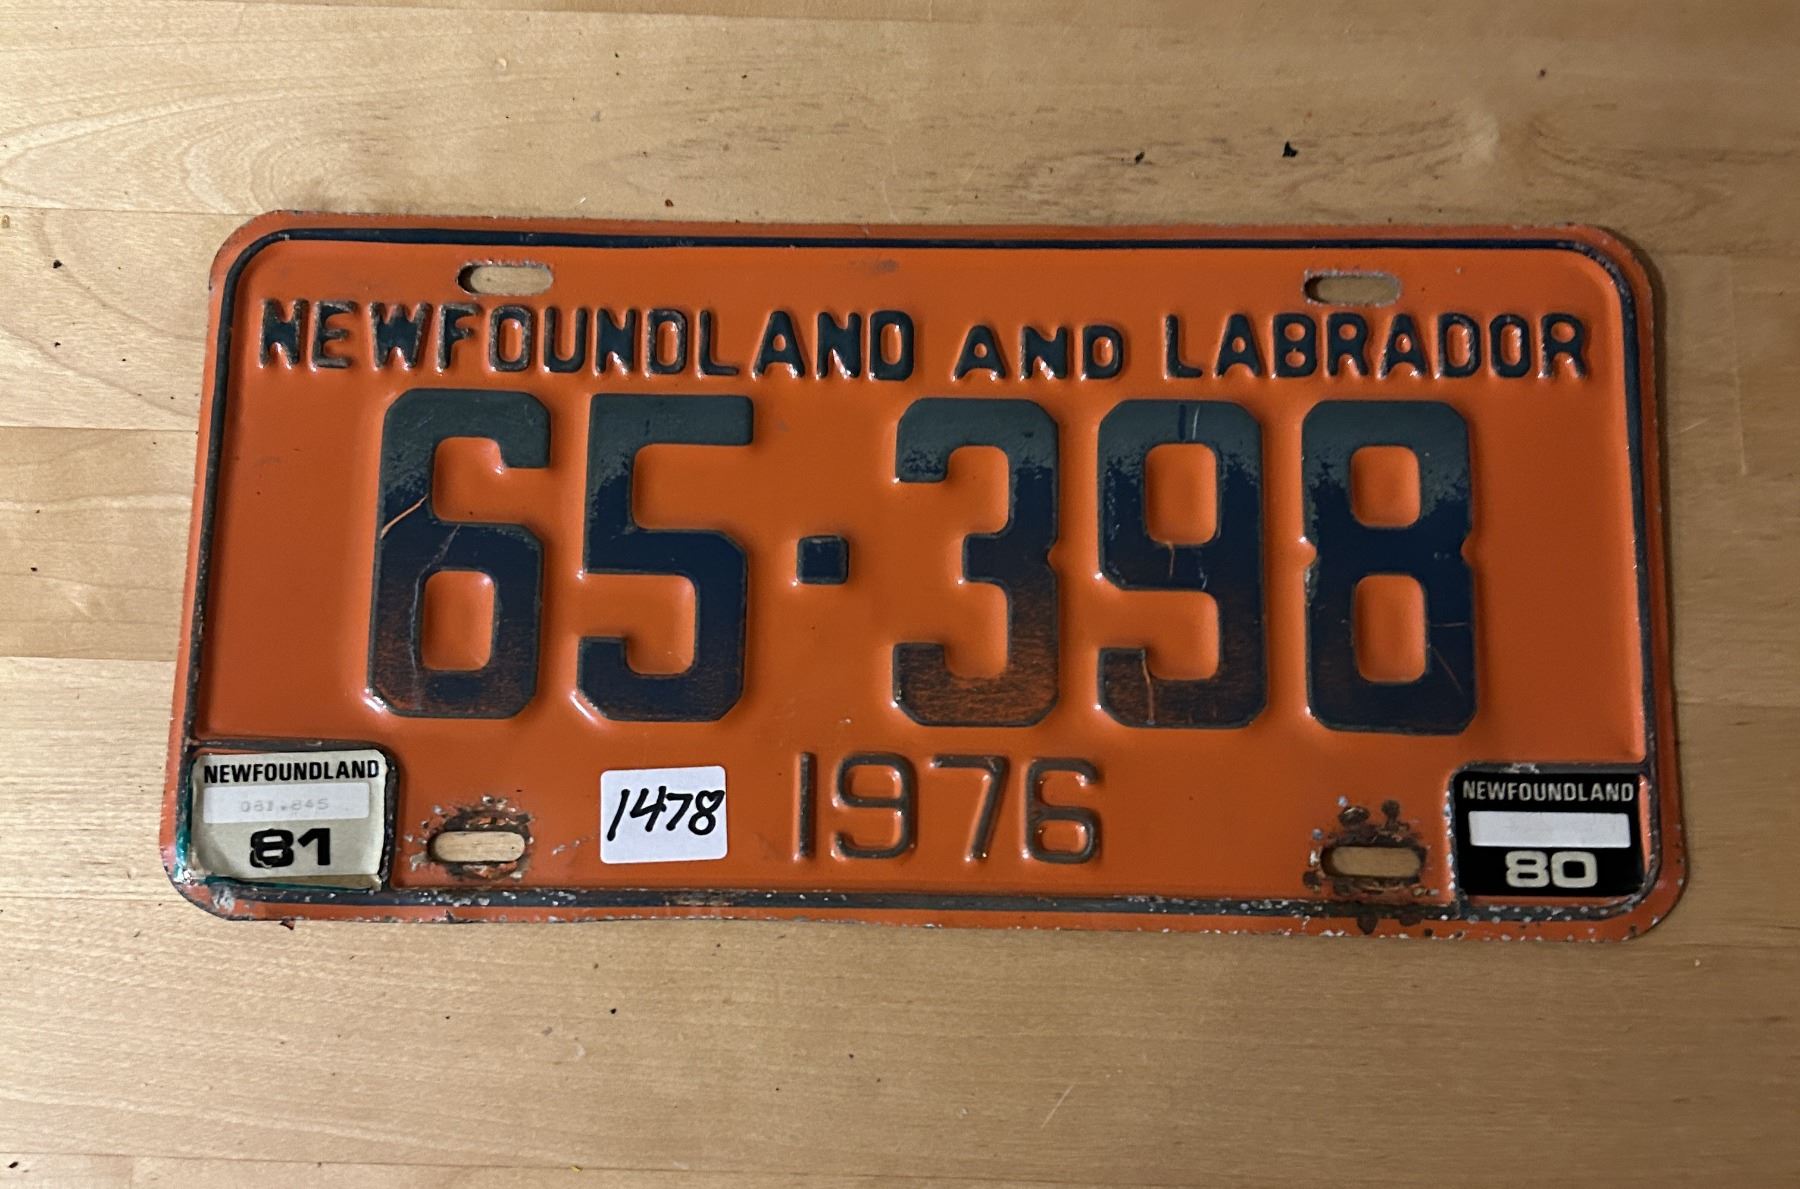 NEWFOUNDLAND AND LABRADOR
65·398
1976
NEWFOUNDLAND
81
1478
NEWFOUNDLAND
80